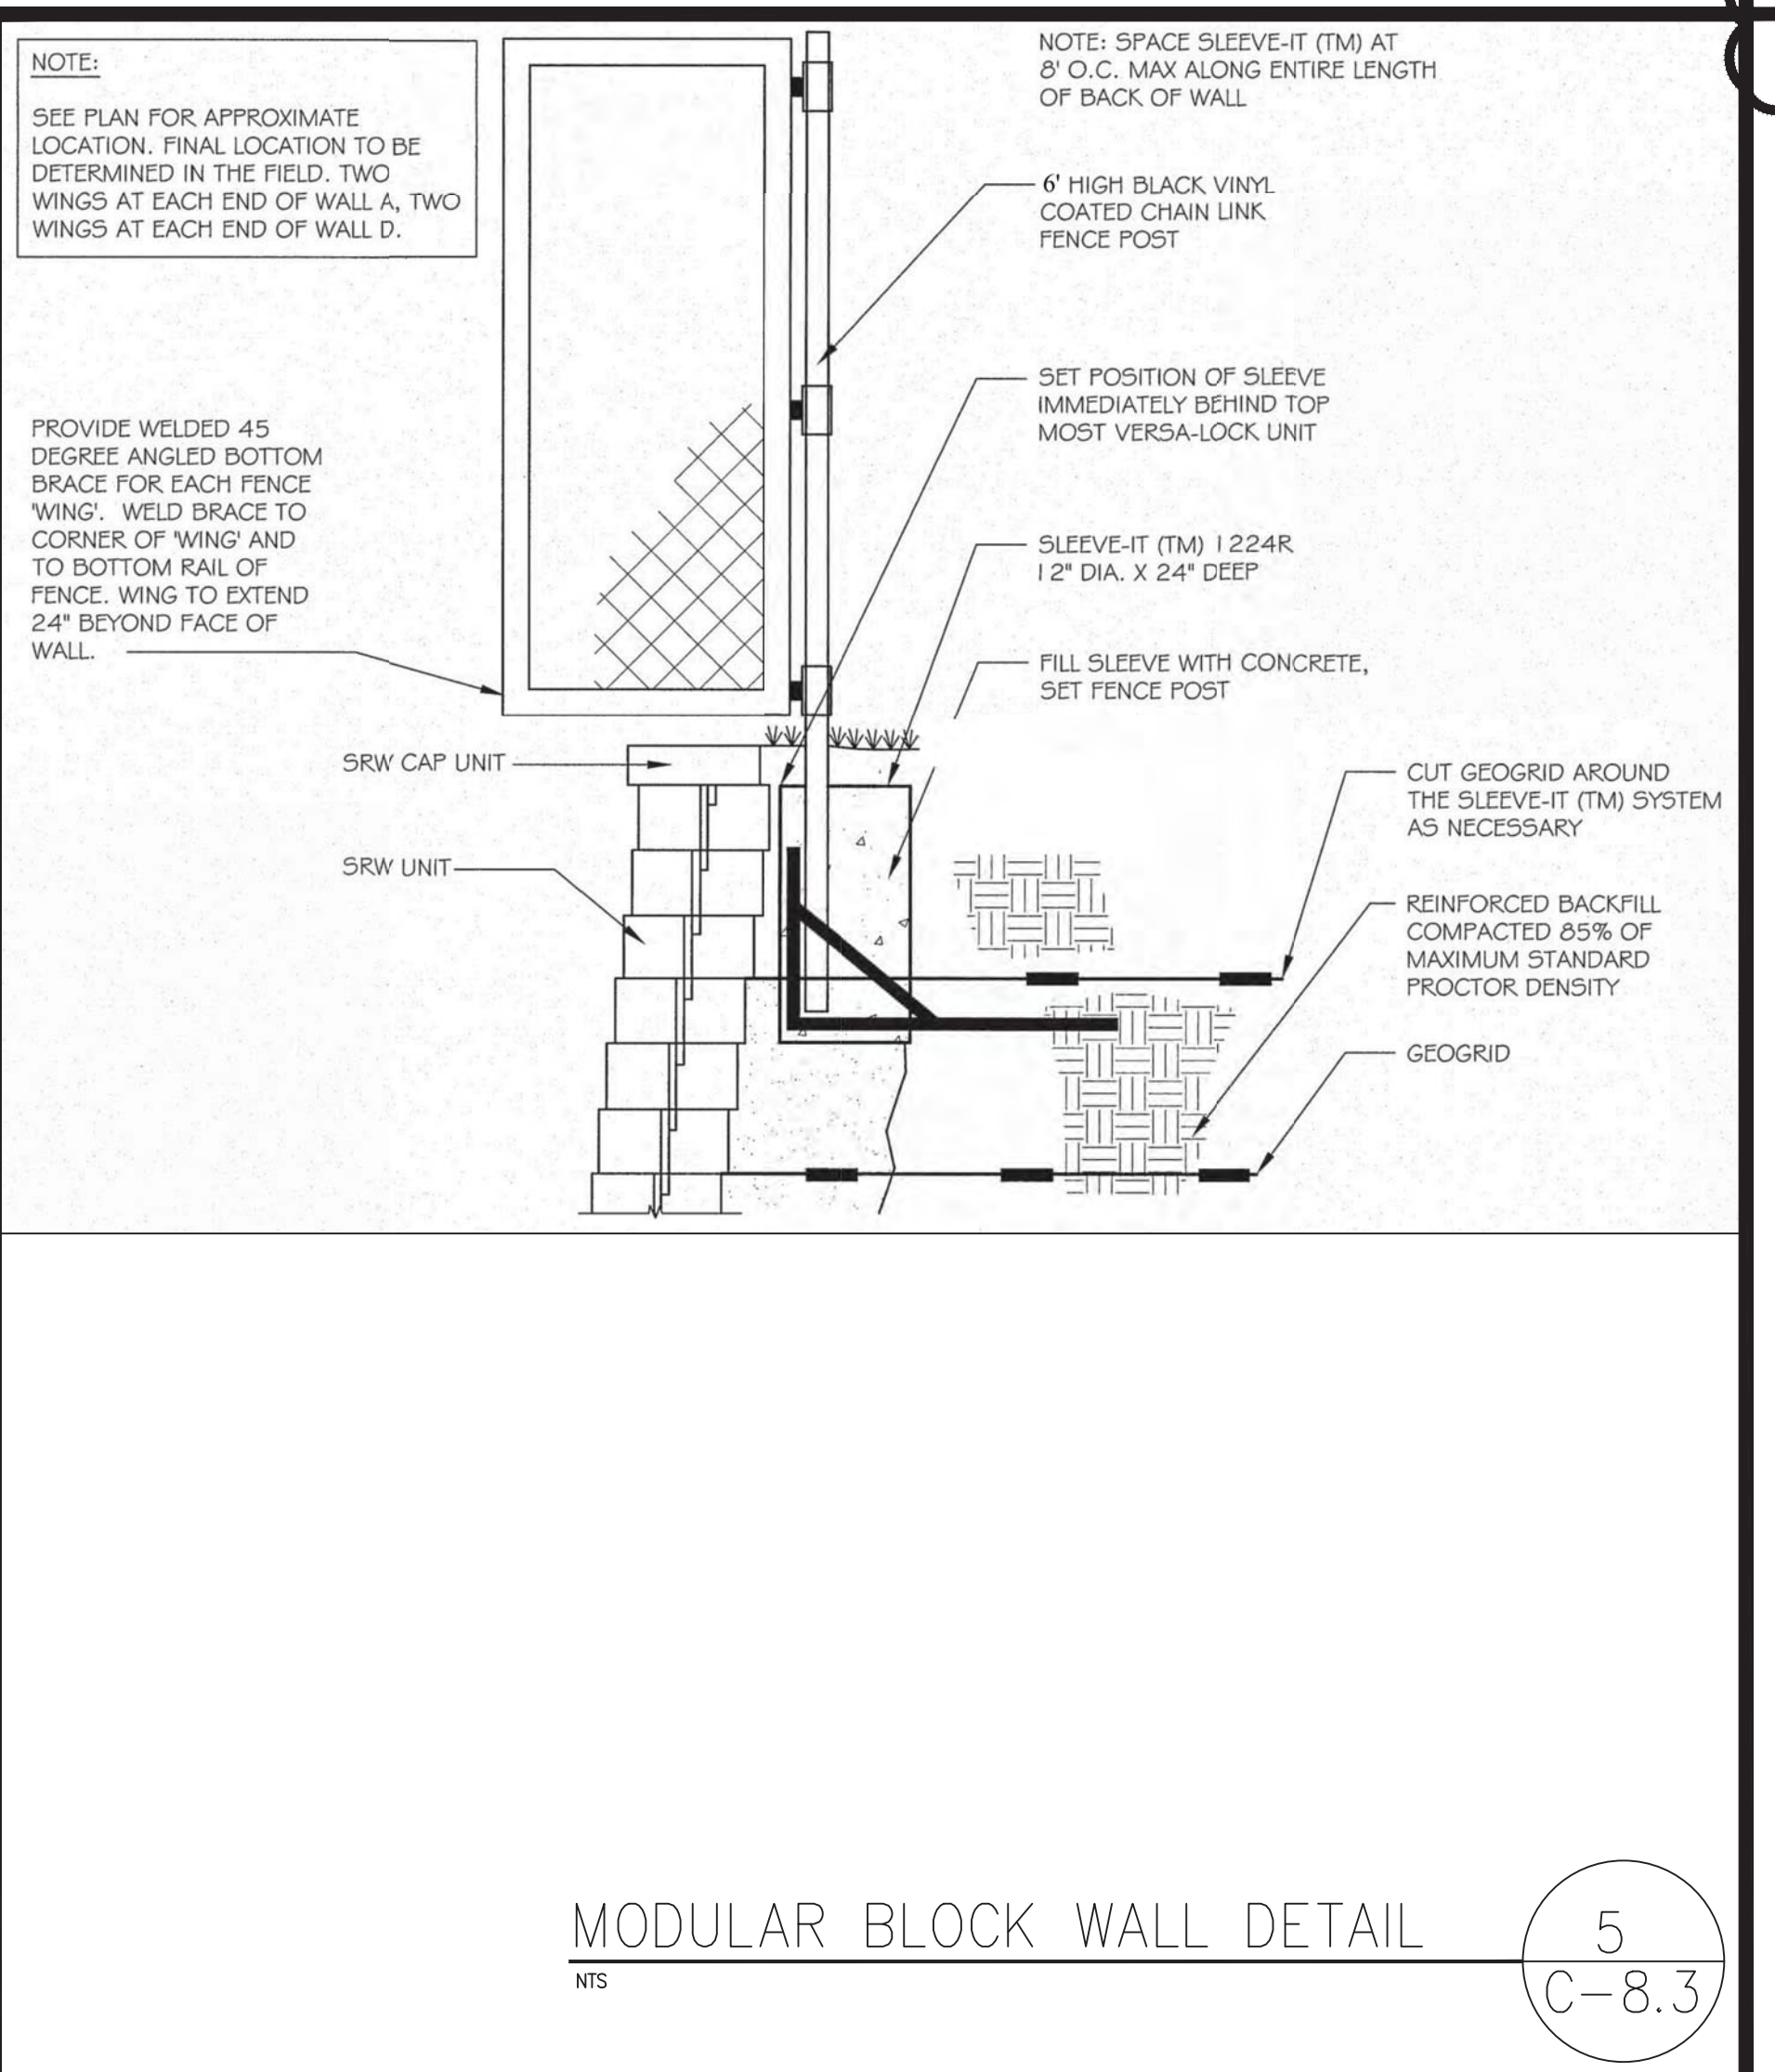 NOTE:
SEE PLAN FOR APPROXIMATE
LOCATION. FINAL LOCATION TO BE
DETERMINED IN THE FIELD. TWO
WINGS AT EACH END OF WALL A, TWO
WINGS AT EACH END OF WALL D.
NOTE: SPACE SLEEVE-IT (TM) AT
8' O.C. MAX ALONG ENTIRE LENGTH
OF BACK OF WALL
6' HIGH BLACK VINYL
COATED CHAIN LINK
FENCE POST
SET POSITION OF SLEEVE
IMMEDIATELY BEHIND TOP
MOST VERSA-LOCK UNIT
PROVIDE WELDED 45
DEGREE ANGLED BOTTOM
BRACE FOR EACH FENCE
'WING'. WELD BRACE TO
CORNER OF 'WING' AND
TO BOTTOM RAIL OF
FENCE. WING TO EXTEND
24" BEYOND FACE OF
WALL.
SLEEVE-IT (TM) 1224R
12" DIA. X 24" DEEP
FILL SLEEVE WITH CONCRETE,
SET FENCE POST
SRW CAP UNIT
SRW UNIT
CUT GEOGRID AROUND
THE SLEEVE-IT (TM) SYSTEM
AS NECESSARY
REINFORCED BACKFILL
COMPACTED 85% OF
MAXIMUM STANDARD
PROCTOR DENSITY
GEOGRID
MODULAR BLOCK WALL DETAIL
NTS
5
C-8.3